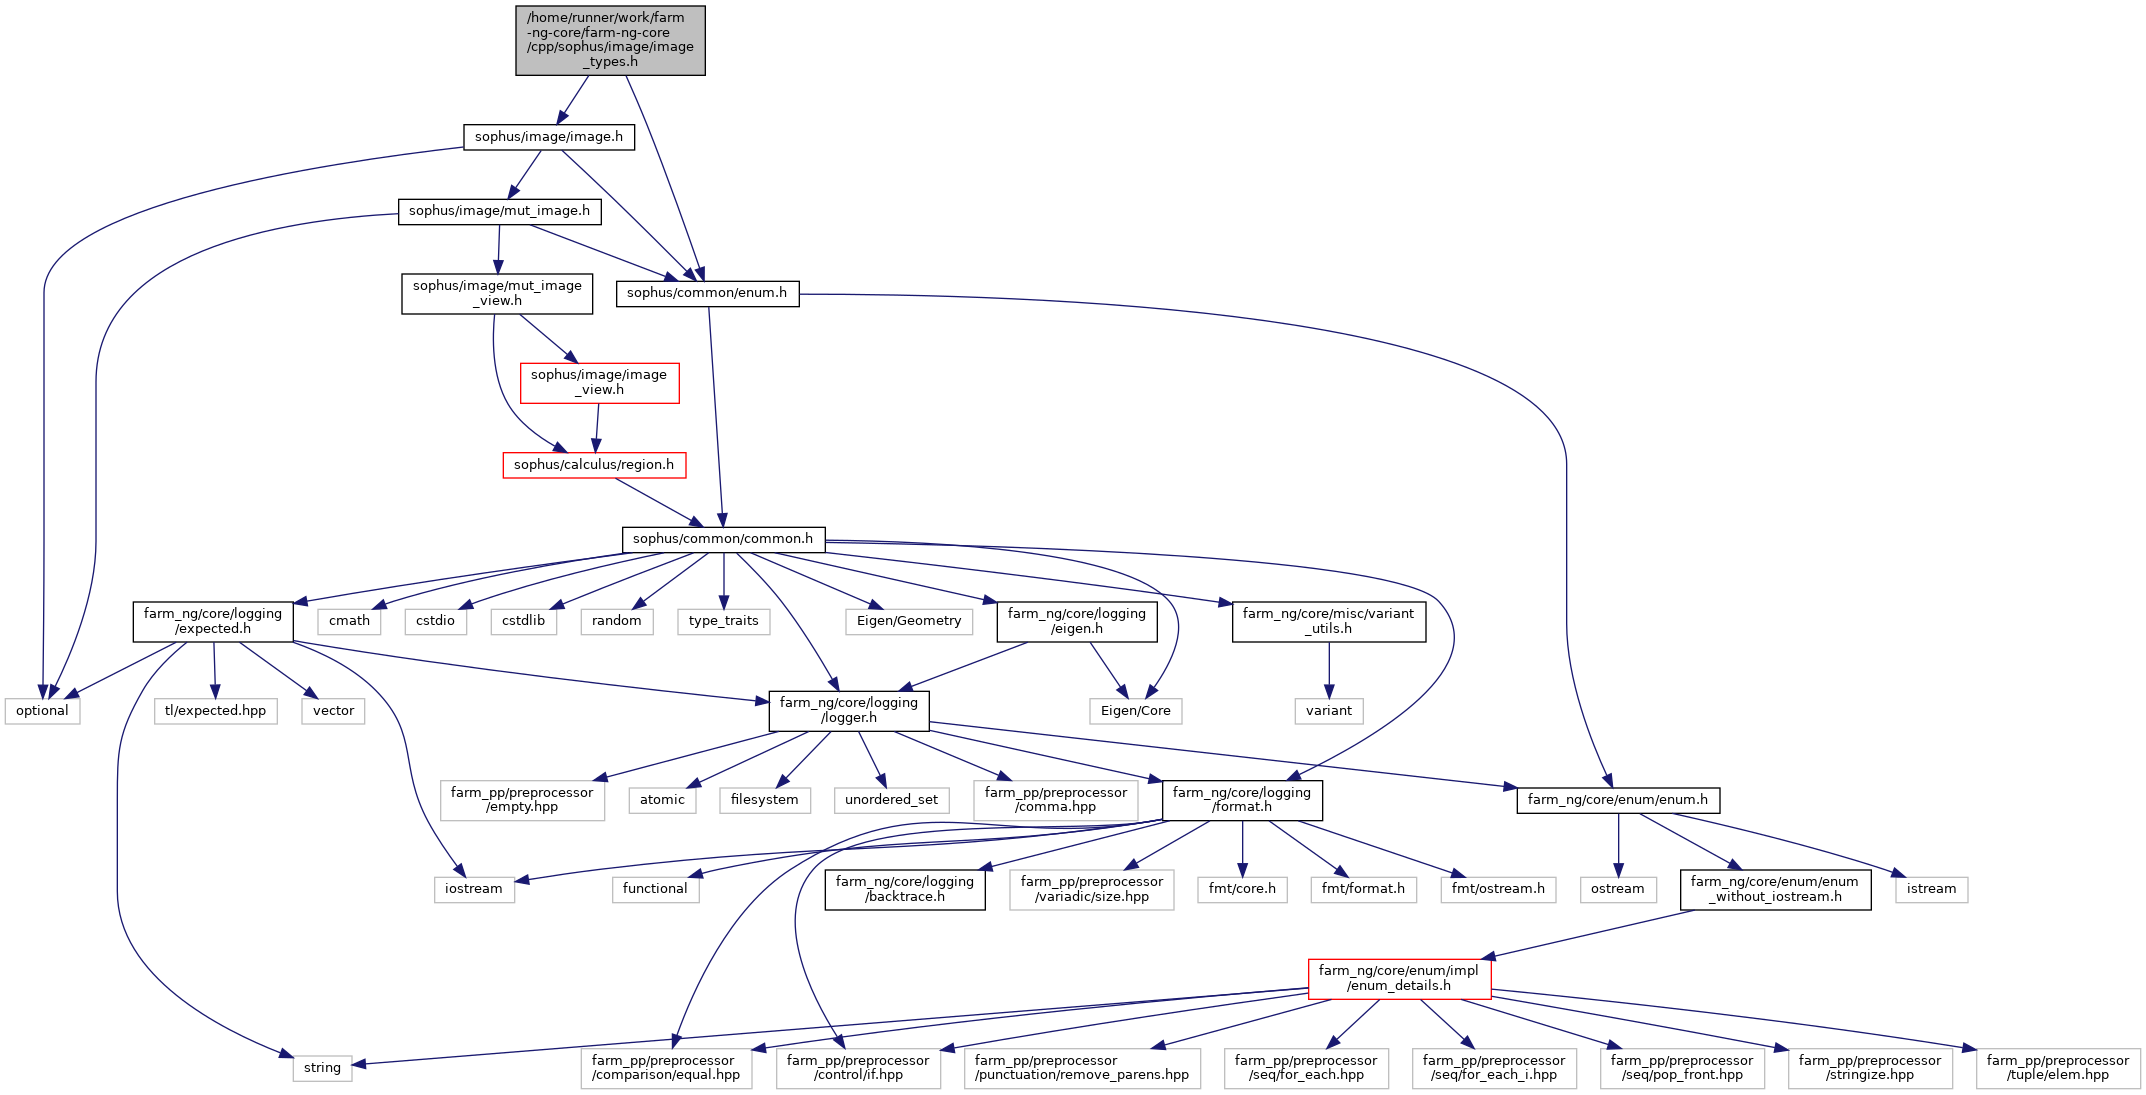 /home/runner/work/farm
-ng-core/farm-ng-core
/cpp/sophus/image/image
_types.h
sophus/image/image.h
sophus/image/mut_image.h
sophus/image/mut_image
_view.h
sophus/common/enum.h
sophus/image/image
_view.h
sophus/calculus/region.h
sophus/common/common.h
farm_ng/core/logging
/expected.h
cmath
cstdio
cstdlib
random
type_traits
Eigen/Geometry
farm_ng/core/logging
/eigen.h
farm_ng/core/misc/variant
_utils.h
optional
tl/expected.hpp
vector
farm_ng/core/logging
/logger.h
Eigen/Core
variant
farm_pp/preprocessor
/empty.hpp
atomic
filesystem
unordered_set
farm_pp/preprocessor
/comma.hpp
farm_ng/core/logging
/format.h
farm_ng/core/enum/enum.h
iostream
functional
farm_ng/core/logging
/backtrace.h
farm_pp/preprocessor
/variadic/size.hpp
fmt/core.h
fmt/format.h
fmt/ostream.h
ostream
farm_ng/core/enum/enum
_without_iostream.h
istream
farm_ng/core/enum/impl
/enum_details.h
string
farm_pp/preprocessor
/comparison/equal.hpp
farm_pp/preprocessor
/control/if.hpp
farm_pp/preprocessor
/punctuation/remove_parens.hpp
farm_pp/preprocessor
/seq/for_each.hpp
farm_pp/preprocessor
/seq/for_each_i.hpp
farm_pp/preprocessor
/seq/pop_front.hpp
farm_pp/preprocessor
/stringize.hpp
farm_pp/preprocessor
/tuple/elem.hpp